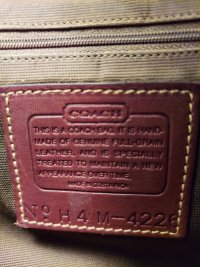 COACH
THIS IS A COACH BAG. IT IS HAND-
MADE OF GENUINE FULL-GRAIN
LEATHER, AND IS SPECIALLY
CREATED TO MAINTAIN A NEW
APPEARANCE OVER TIME.
MADE IN COSTA RICA
No H4M-4226